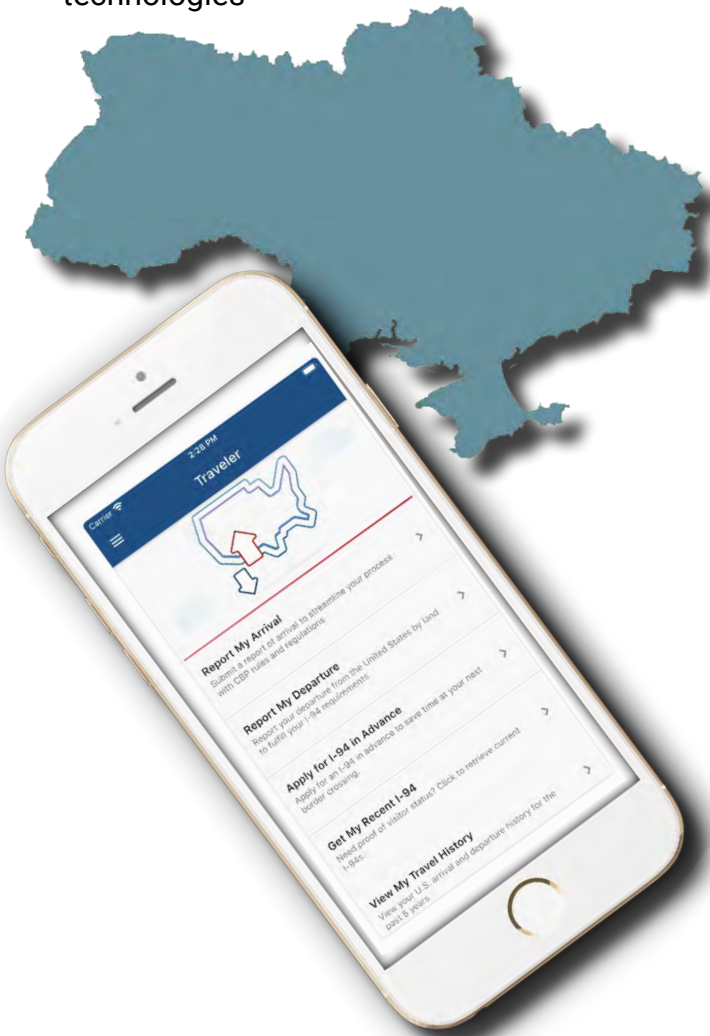 technologies
Carrier
2:28 PM
Traveler
Report My Arrival
Submit a report of arrival to streamline your process
with CBP rules and regulations
Report My Departure
Report your departure from the United States by land
to fulfill your I-94 requirements
Apply for I-94 in Advance
Apply for an I-94 in advance to save time at your next
border crossing.
Get My Recent I-94
Need proof of visitor status? Click to retrieve current
I-94s
View My Travel History
View your U.S. arrival and departure history for the
past 5 years